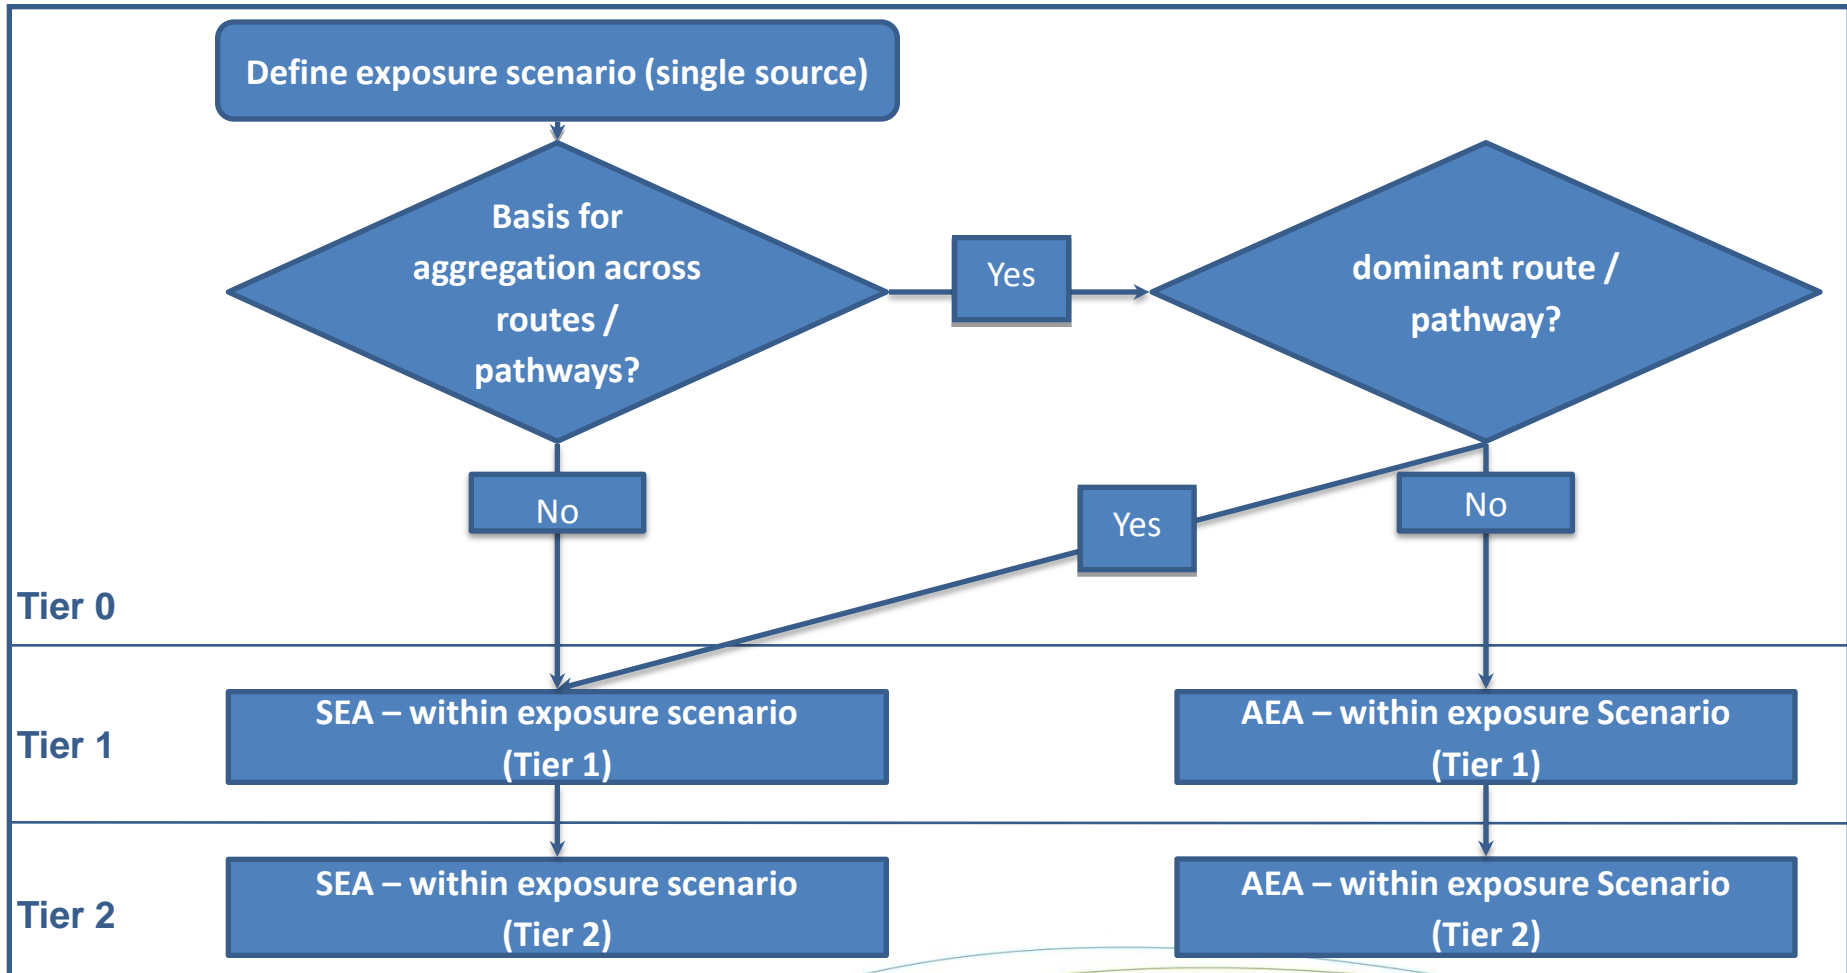 Define exposure scenario (single source)
Basis for
aggregation across
routes /
pathways?
Yes
dominant route /
pathway?
No
Yes
No
Tier 0
Tier 1
SEA – within exposure scenario
(Tier 1)
AEA – within exposure Scenario
(Tier 1)
Tier 2
SEA – within exposure scenario
(Tier 2)
AEA – within exposure Scenario
(Tier 2)